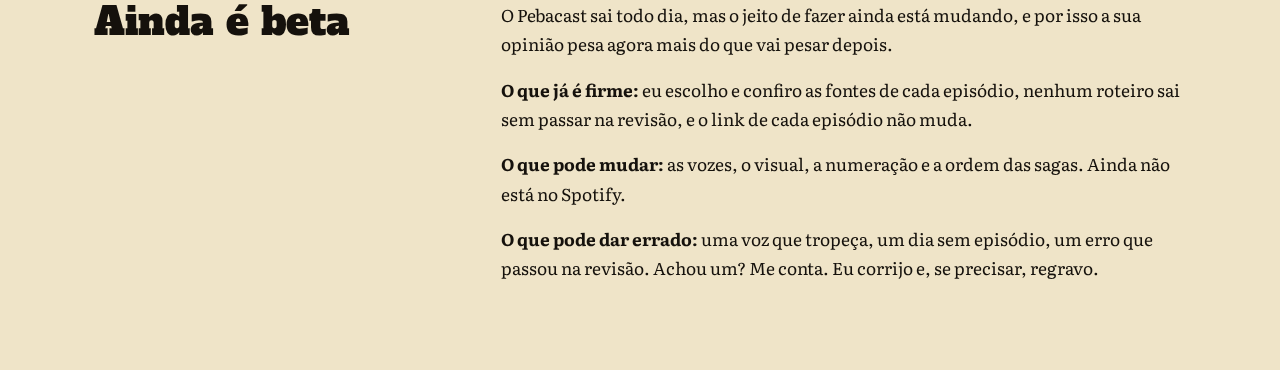 Ainda é beta
O Pebacast sai todo dia, mas o jeito de fazer ainda está mudando, e por isso a sua
opinião pesa agora mais do que vai pesar depois.
O que já é firme: eu escolho e confiro as fontes de cada episódio, nenhum roteiro sai
sem passar na revisão, e o link de cada episódio não muda.
O que pode mudar: as vozes, o visual, a numeração e a ordem das sagas. Ainda não
está no Spotify.
O que pode dar errado: uma voz que tropeça, um dia sem episódio, um erro que
passou na revisão. Achou um? Me conta. Eu corrijo e, se precisar, regravo.